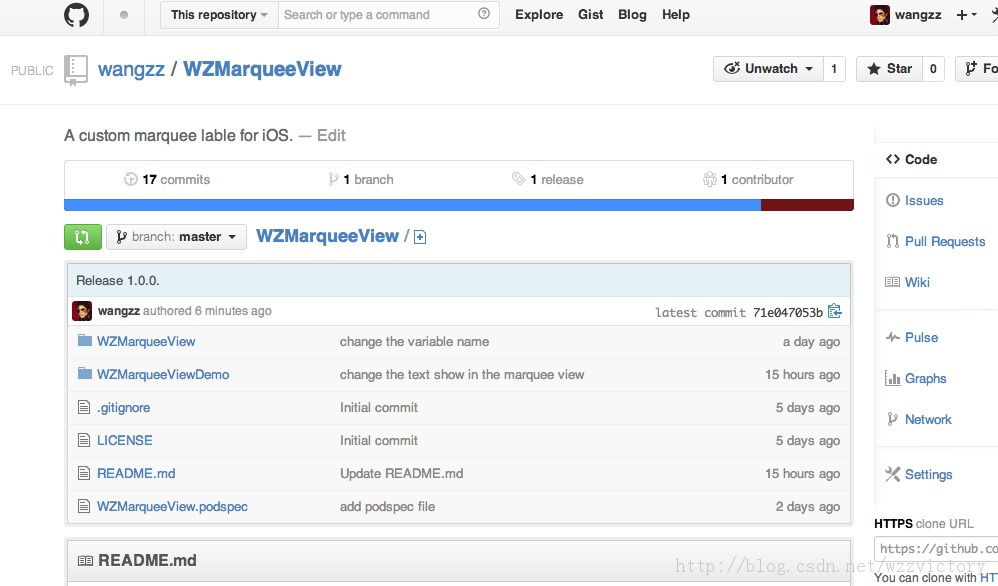 This repository Search or type a command Explore Gist Blog Help wangzz
PUBLIC wangzz / WZMarqueeView Unwatch 1 Star 0 Fo
A custom marquee lable for iOS. — Edit
17 commits 1 branch 1 release 1 contributor
branch: master WZMarqueeView /
Release 1.0.0.
wangzz authored 6 minutes ago latest commit 71e047053b
WZMarqueeView change the variable name a day ago
WZMarqueeViewDemo change the text show in the marquee view 15 hours ago
.gitignore Initial commit 5 days ago
LICENSE Initial commit 5 days ago
README.md Update README.md 15 hours ago
WZMarqueeView.podspec add podspec file 2 days ago
README.md
Code
Issues
Pull Requests
Wiki
Pulse
Graphs
Network
Settings
HTTPS clone URL
https://github.co
You can clone with HT
http://blog.csdn.net/wzzvictory